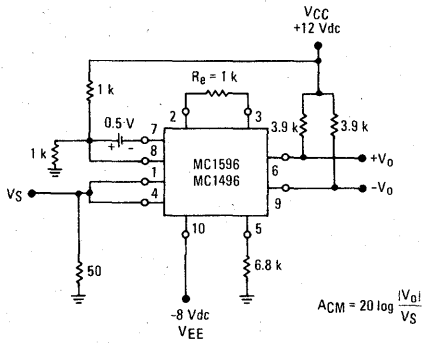 VCC
+12 Vdc
Re = 1 k
1 k
2
3
3.9 k
3.9 k
0.5 V
+ -
7
1 k
8
MC1596
MC1496
6
+Vo
VS
1
4
9
-Vo
10
5
50
6.8 k
-8 Vdc
VEE
ACM = 20 log |Vo| / VS